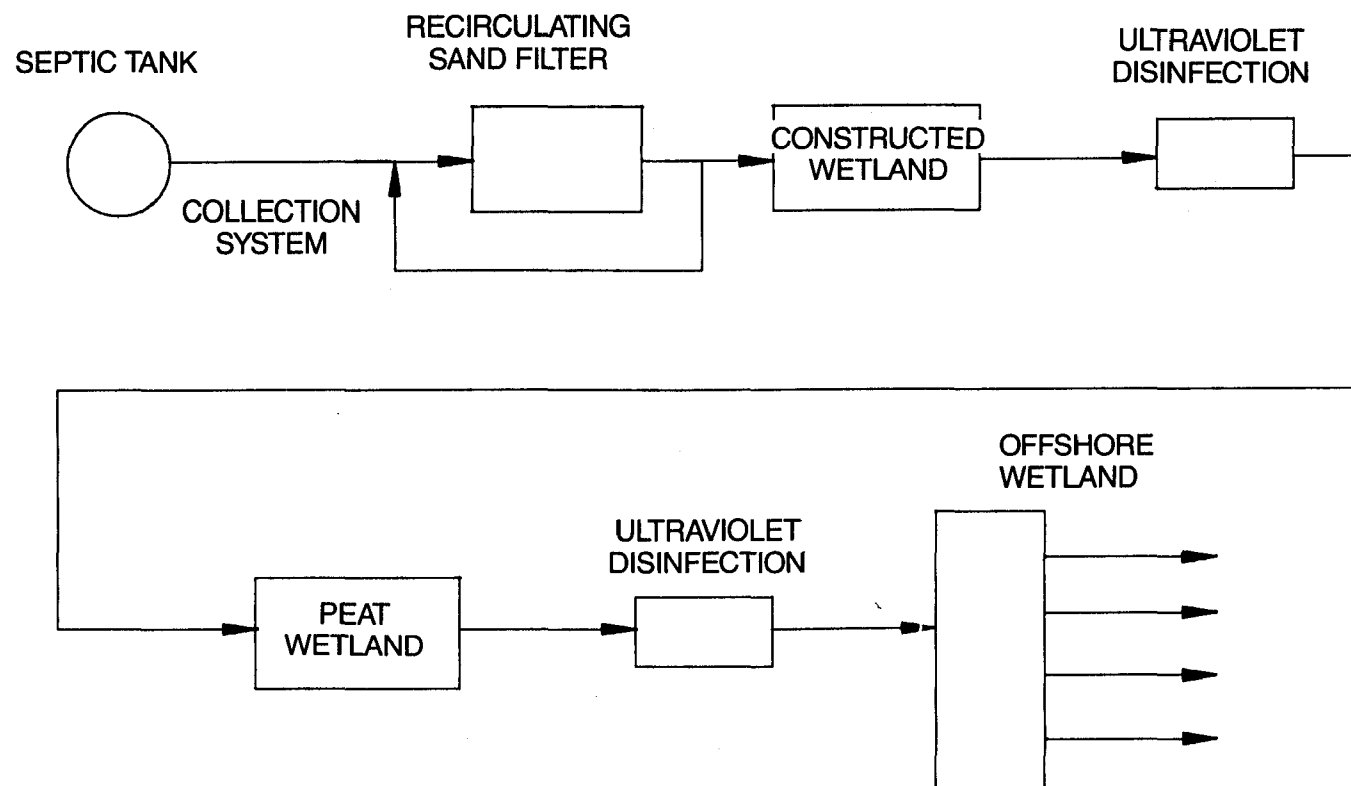 SEPTIC TANK
RECIRCULATING
SAND FILTER
ULTRAVIOLET
DISINFECTION
COLLECTION
SYSTEM
CONSTRUCTED
WETLAND
OFFSHORE
WETLAND
ULTRAVIOLET
DISINFECTION
PEAT
WETLAND